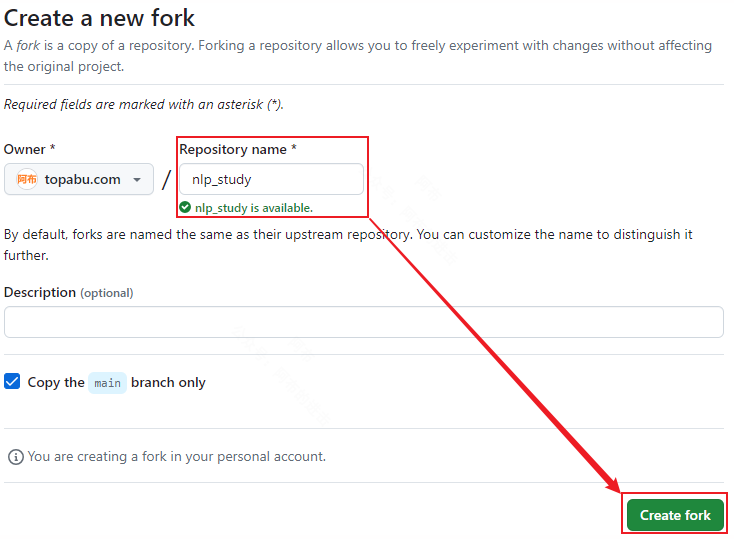 Create a new fork
A fork is a copy of a repository. Forking a repository allows you to freely experiment with changes without affecting
the original project.
Required fields are marked with an asterisk (*).
Owner *
Repository name *
阿布 topabu.com / nlp_study
nlp_study is available.
By default, forks are named the same as their upstream repository. You can customize the name to distinguish it
further.
Description (optional)
Copy the main branch only
You are creating a fork in your personal account.
Create fork